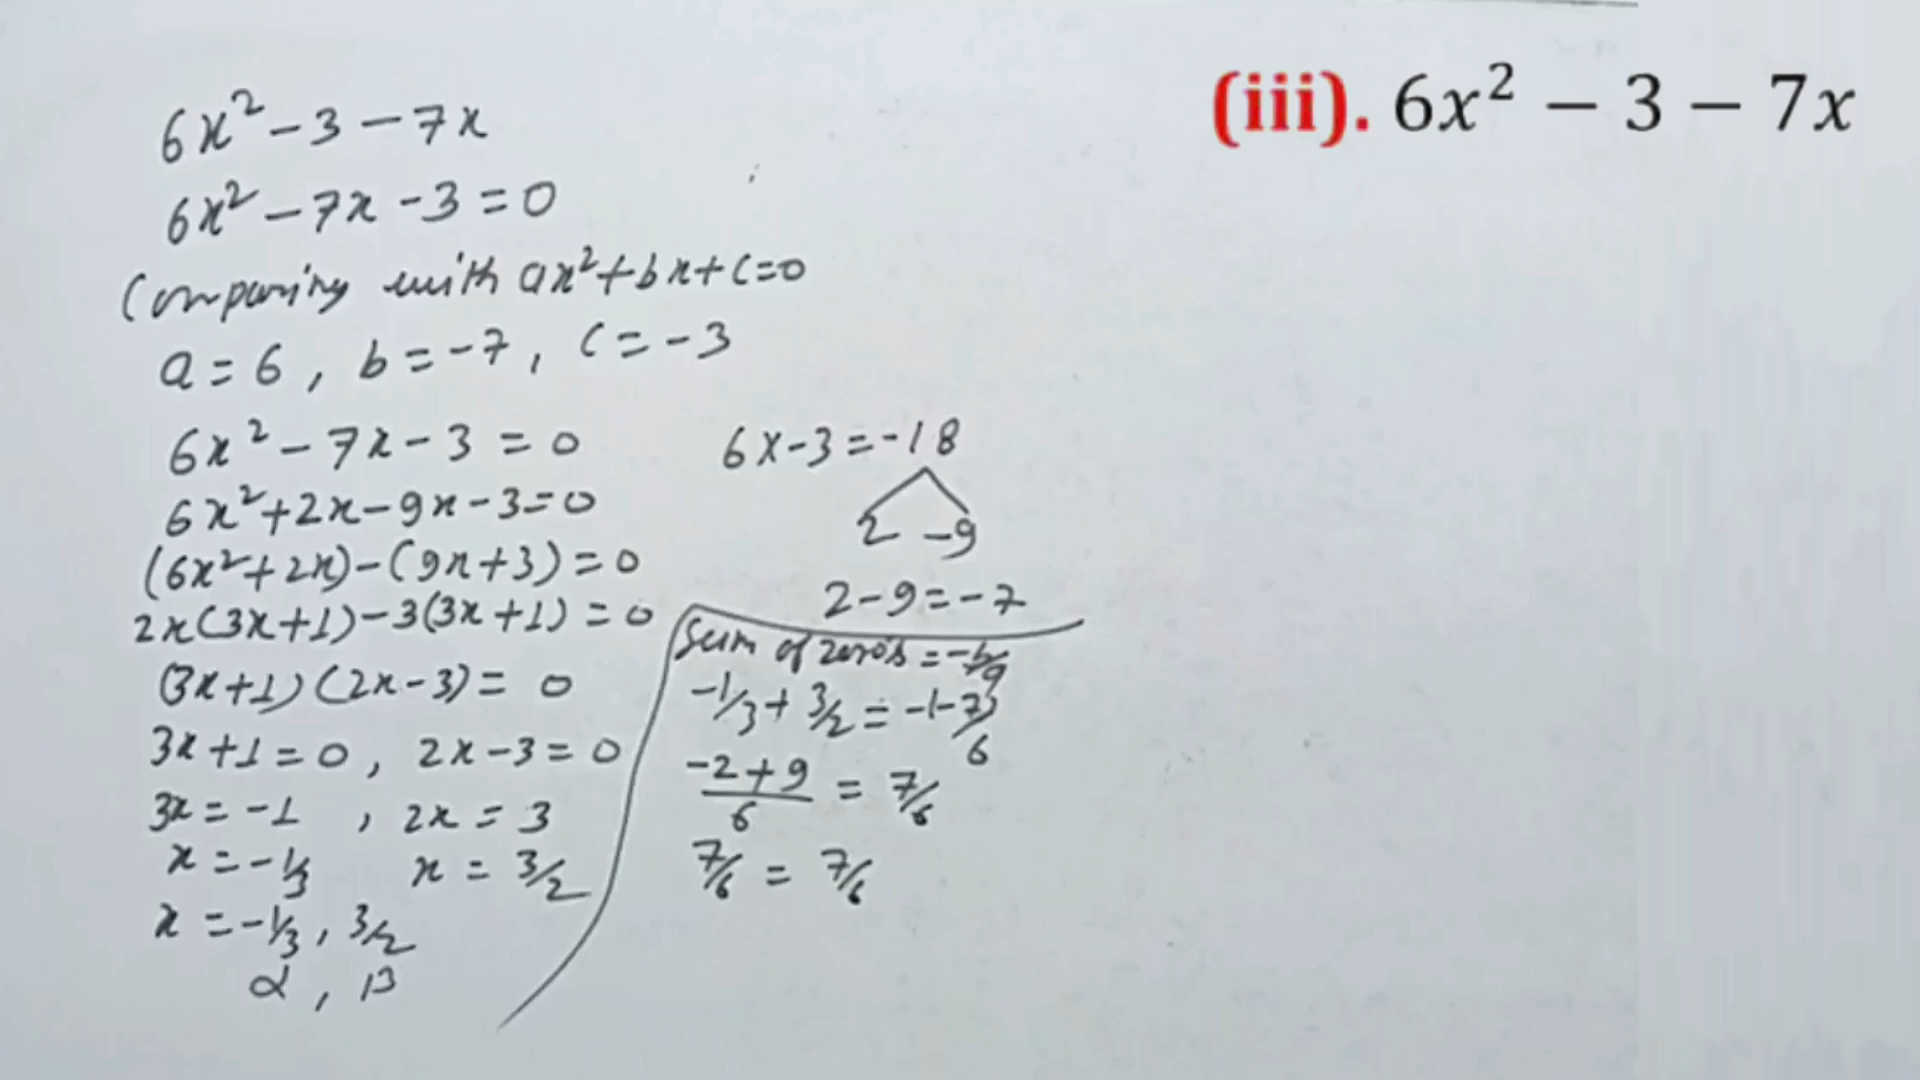 (iii). 6x² − 3 − 7x
6x² - 3 - 7x
6x² - 7x - 3 = 0
Comparing with ax² + bx + c = 0
a = 6 , b = -7 , c = -3
6x² - 7x - 3 = 0
6x² + 2x - 9x - 3 = 0
(6x² + 2x) - (9x + 3) = 0
2x(3x + 1) - 3(3x + 1) = 0
(3x + 1) (2x - 3) = 0
3x + 1 = 0 , 2x - 3 = 0
3x = -1 , 2x = 3
x = -1/3 x = 3/2
x = -1/3 , 3/2
α , β
6 x -3 = -18
2 -9
2 - 9 = -7
Sum of zeros = -b/a
-1/3 + 3/2 = -(-7)/6
-2 + 9/6 = 7/6
7/6 = 7/6